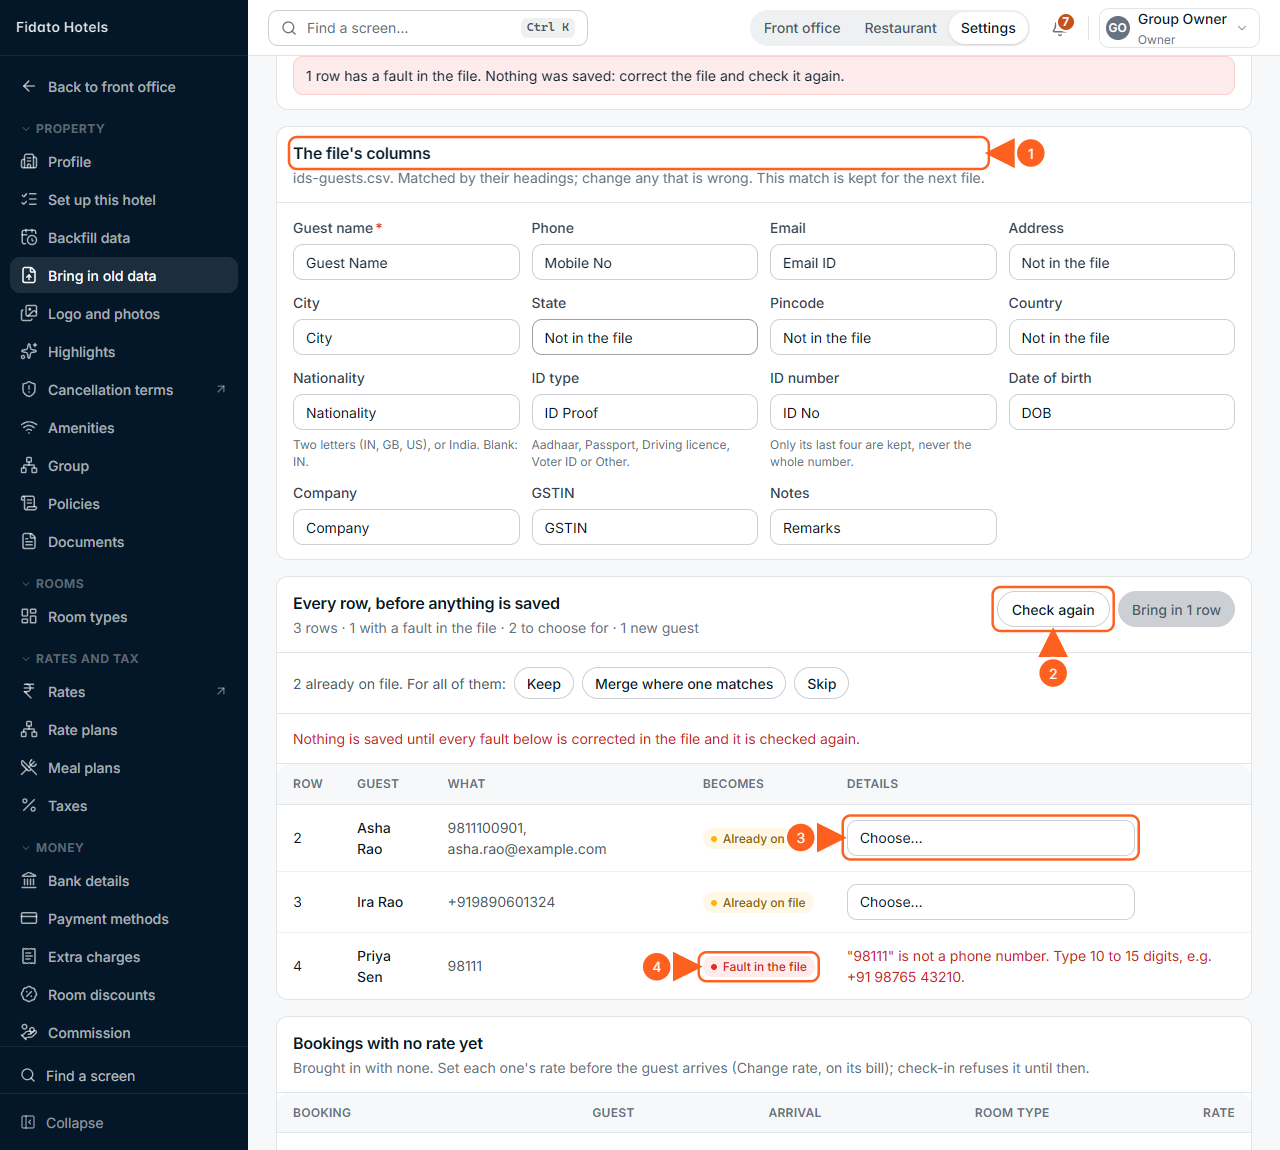 Fidato Hotels
Find a screen...
Ctrl K
Front office
Restaurant
Settings
7
GO
Group Owner
Owner
Back to front office
PROPERTY
Profile
Set up this hotel
Backfill data
Bring in old data
Logo and photos
Highlights
Cancellation terms
Amenities
Group
Policies
Documents
ROOMS
Room types
RATES AND TAX
Rates
Rate plans
Meal plans
Taxes
MONEY
Bank details
Payment methods
Extra charges
Room discounts
Commission
Find a screen
Collapse
1 row has a fault in the file. Nothing was saved: correct the file and check it again.
The file's columns
1
ids-guests.csv. Matched by their headings; change any that is wrong. This match is kept for the next file.
Guest name *
Phone
Email
Address
Guest Name
Mobile No
Email ID
Not in the file
City
State
Pincode
Country
City
Not in the file
Not in the file
Not in the file
Nationality
ID type
ID number
Date of birth
Nationality
ID Proof
ID No
DOB
Two letters (IN, GB, US), or India. Blank:
IN.
Aadhaar, Passport, Driving licence,
Voter ID or Other.
Only its last four are kept, never the
whole number.
Company
GSTIN
Notes
Company
GSTIN
Remarks
Every row, before anything is saved
3 rows · 1 with a fault in the file · 2 to choose for · 1 new guest
Check again
Bring in 1 row
2
2 already on file. For all of them:
Keep
Merge where one matches
Skip
Nothing is saved until every fault below is corrected in the file and it is checked again.
ROW
GUEST
WHAT
BECOMES
DETAILS
2
Asha
Rao
9811100901,
asha.rao@example.com
Already on
3
Choose...
3
Ira Rao
+919890601324
Already on file
Choose...
4
Priya
Sen
98111
4
Fault in the file
"98111" is not a phone number. Type 10 to 15 digits, e.g.
+91 98765 43210.
Bookings with no rate yet
Brought in with none. Set each one's rate before the guest arrives (Change rate, on its bill); check-in refuses it until then.
BOOKING
GUEST
ARRIVAL
ROOM TYPE
RATE